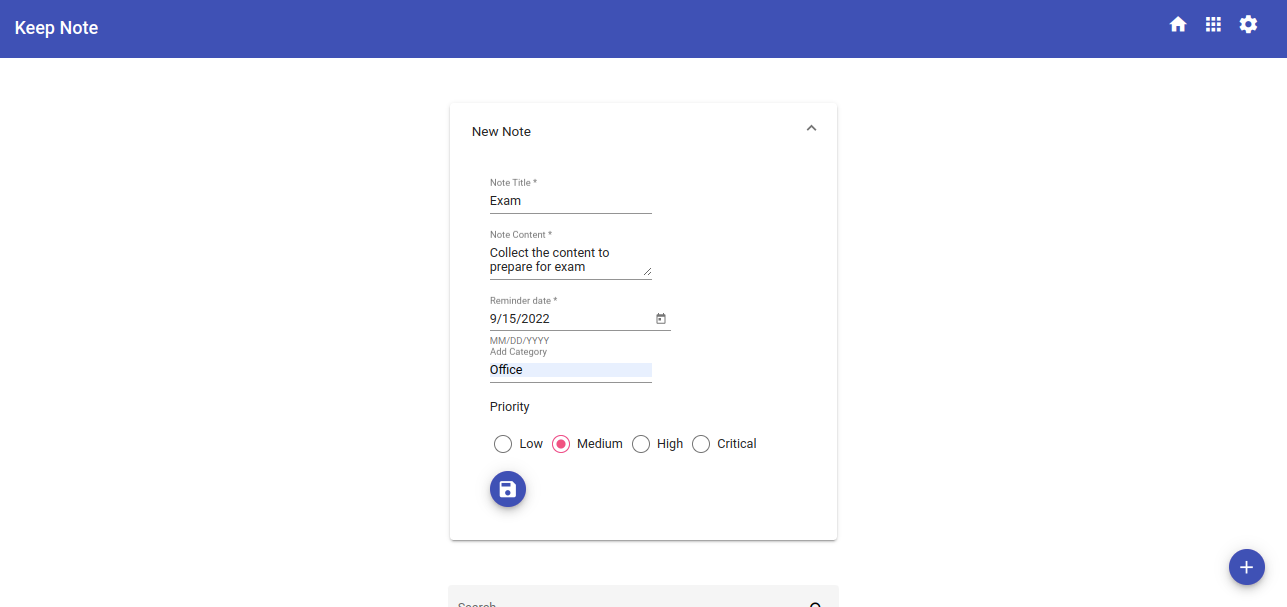 Keep Note
New Note
Note Title *
Exam
Note Content *
Collect the content to
prepare for exam
Reminder date *
9/15/2022
MM/DD/YYYY
Add Category
Office
Priority
Low Medium High Critical
Search